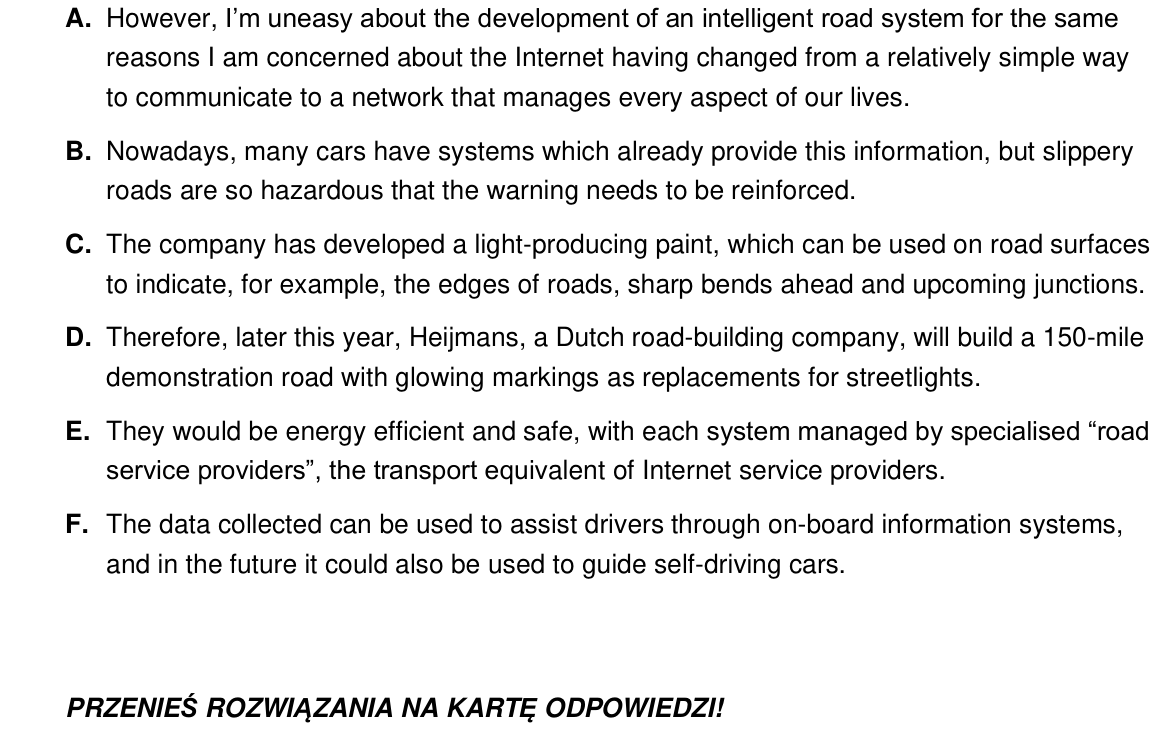 A. However, I’m uneasy about the development of an intelligent road system for the same
reasons I am concerned about the Internet having changed from a relatively simple way
to communicate to a network that manages every aspect of our lives.
B. Nowadays, many cars have systems which already provide this information, but slippery
roads are so hazardous that the warning needs to be reinforced.
C. The company has developed a light-producing paint, which can be used on road surfaces
to indicate, for example, the edges of roads, sharp bends ahead and upcoming junctions.
D. Therefore, later this year, Heijmans, a Dutch road-building company, will build a 150-mile
demonstration road with glowing markings as replacements for streetlights.
E. They would be energy efficient and safe, with each system managed by specialised “road
service providers”, the transport equivalent of Internet service providers.
F. The data collected can be used to assist drivers through on-board information systems,
and in the future it could also be used to guide self-driving cars.
PRZENIEŚ ROZWIĄZANIA NA KARTĘ ODPOWIEDZI!